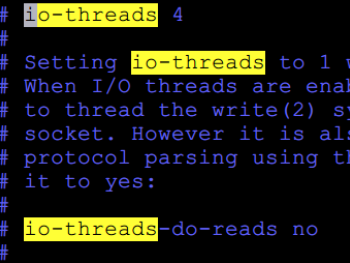 # io-threads 4
#
# Setting io-threads to 1 w
# When I/O threads are enab
# to thread the write(2) sy
# socket. However it is als
# protocol parsing using th
# it to yes:
#
# io-threads-do-reads no
#